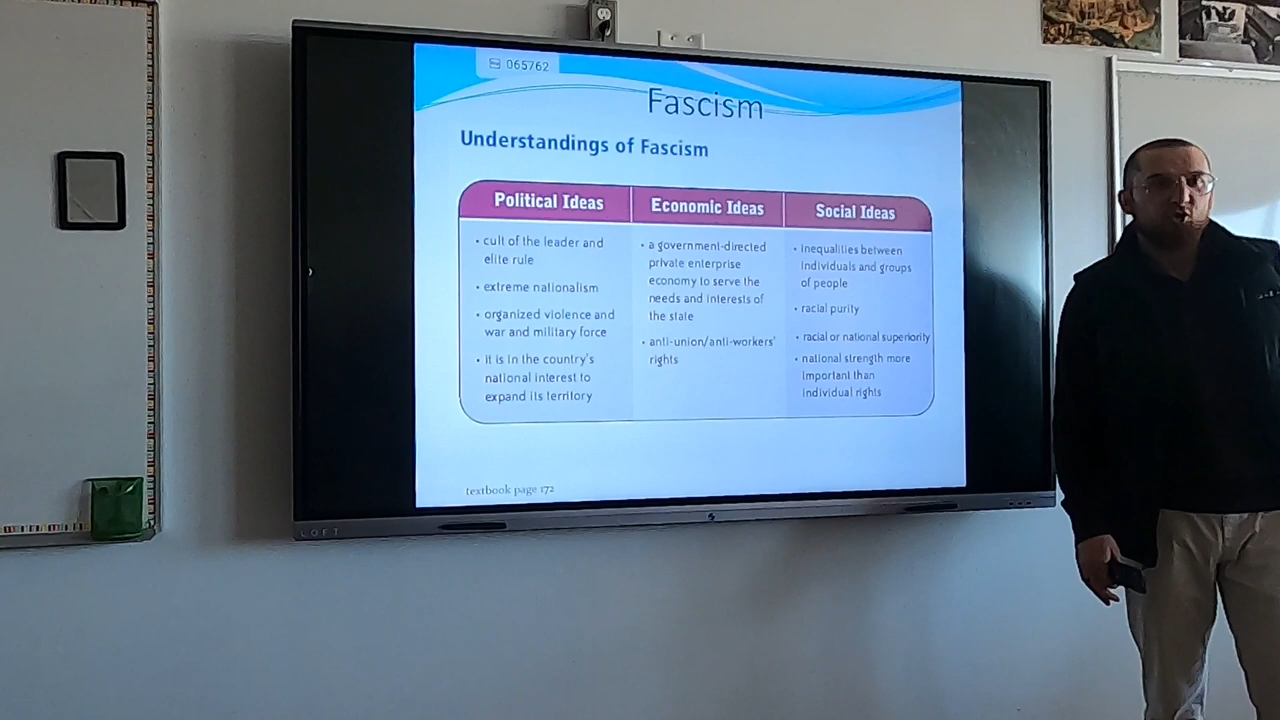 065762
Fascism
Understandings of Fascism
Political Ideas
• cult of the leader and
elite rule
• extreme nationalism
• organized violence and
war and military force
• it is in the country's
national interest to
expand its territory
Economic Ideas
• a government-directed
private enterprise
economy to serve the
needs and interests of
the state
• anti-union/anti-workers'
rights
Social Ideas
• inequalities between
individuals and groups
of people
• racial purity
• racial or national superiority
• national strength more
important than
individual rights
textbook page 172
LOFT